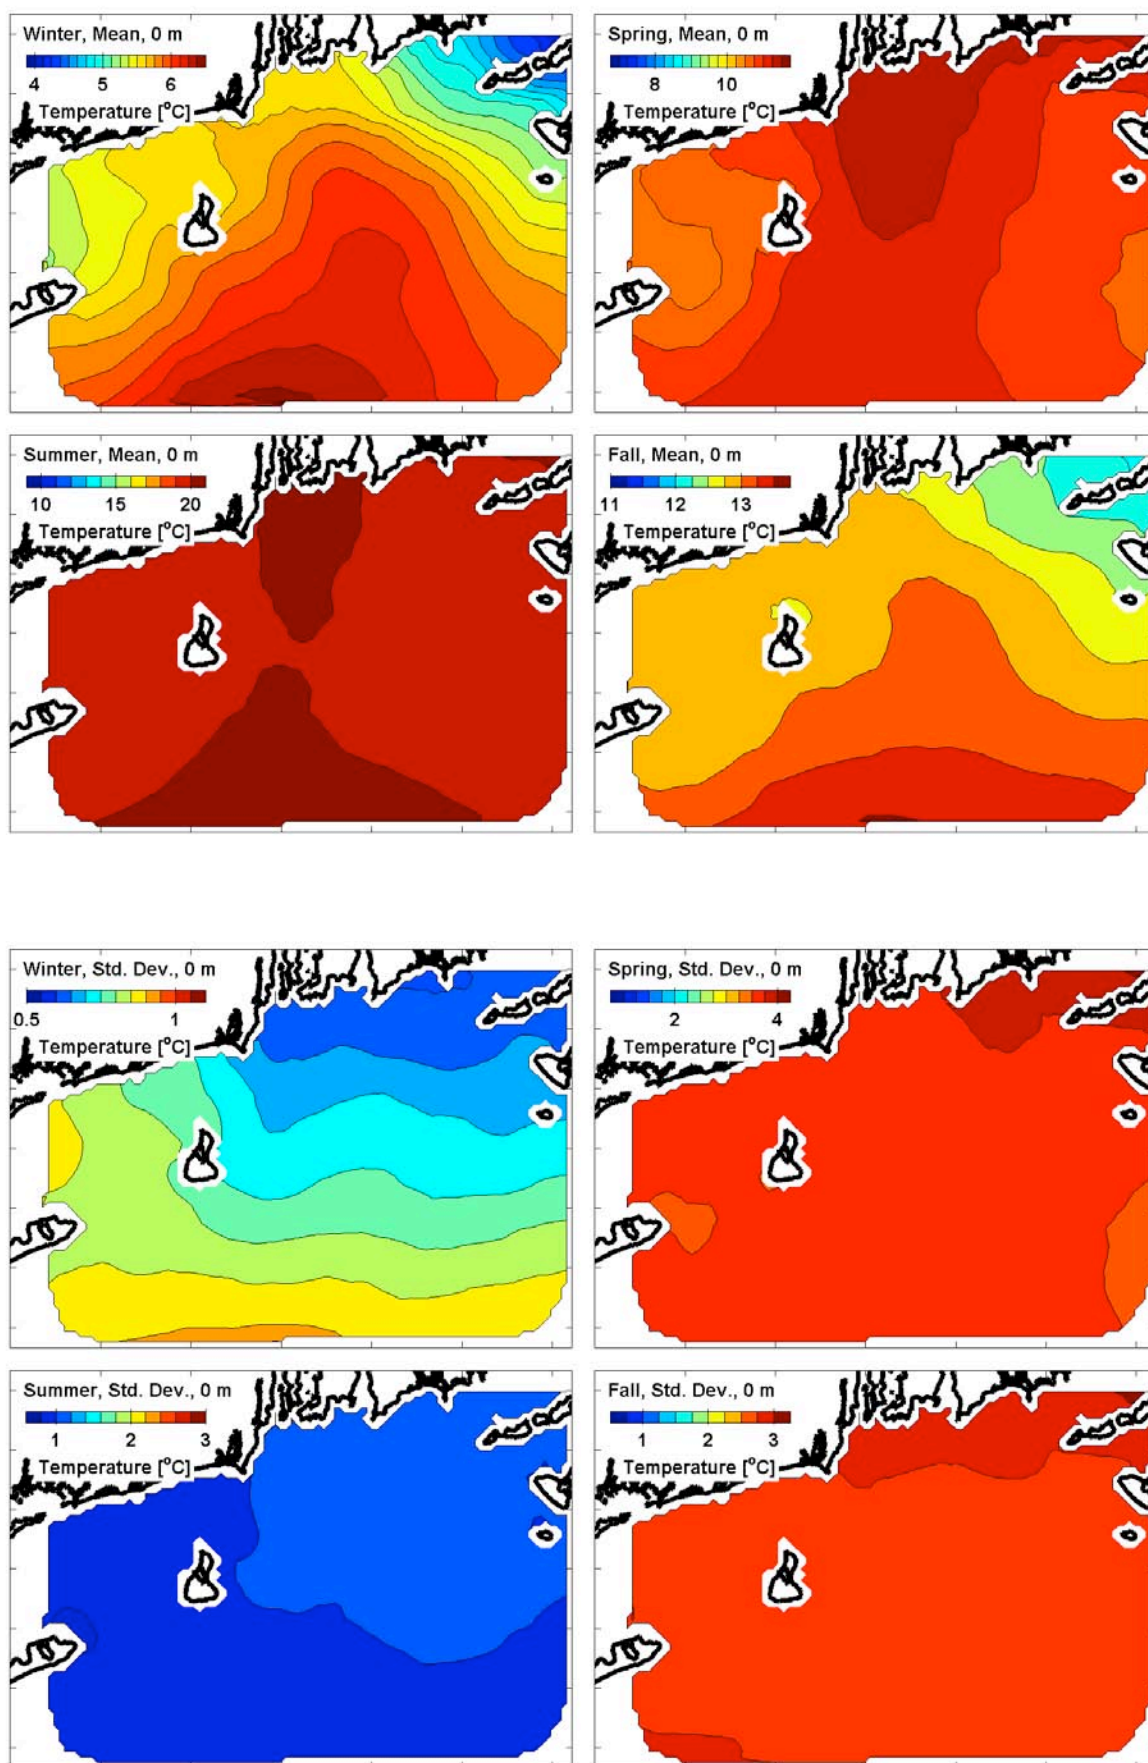 Winter, Mean, 0 m
4 5 6
Temperature [°C]
Spring, Mean, 0 m
8 10
Temperature [°C]
Summer, Mean, 0 m
10 15 20
Temperature [°C]
Fall, Mean, 0 m
11 12 13
Temperature [°C]
Winter, Std. Dev., 0 m
0.5 1
Temperature [°C]
Spring, Std. Dev., 0 m
2 4
Temperature [°C]
Summer, Std. Dev., 0 m
1 2 3
Temperature [°C]
Fall, Std. Dev., 0 m
1 2 3
Temperature [°C]